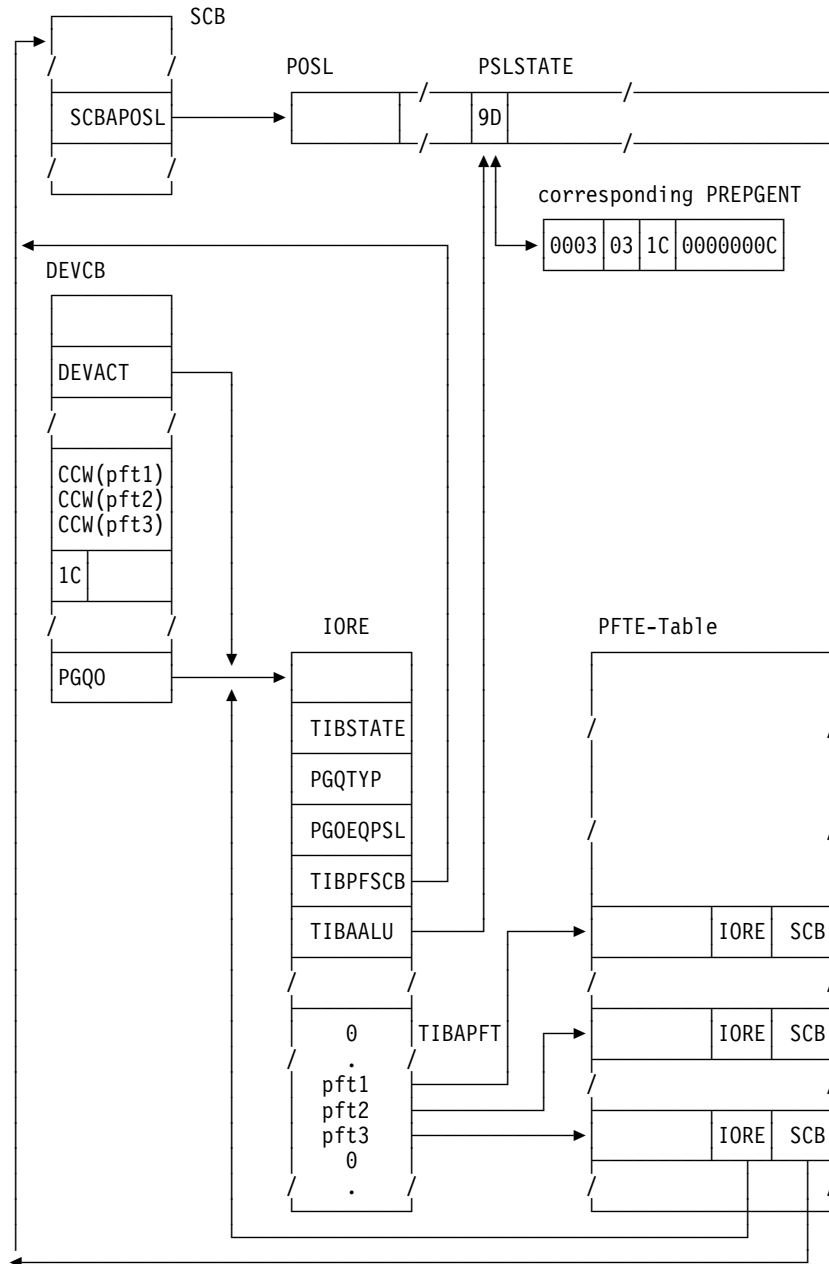 SCB
POSL PSLSTATE
SCBAPOSL 9D
corresponding PREPGENT
0003 03 1C 0000000C
DEVCB
DEVACT
CCW(pft1)
CCW(pft2)
CCW(pft3)
1C
IORE PFTE-Table
PGQO
TIBSTATE
PGQTYP
PGOEQPSL
TIBPFSCB
TIBAALU IORE SCB
0 TIBAPFT IORE SCB
.
pft1
pft2
pft3 IORE SCB
0
.